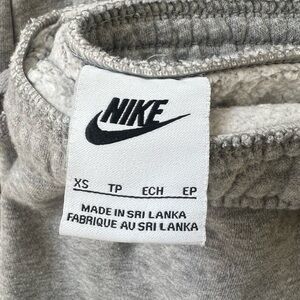 NIKE
XS TP ECH EP
MADE IN SRI LANKA
FABRIQUE AU SRI LANKA